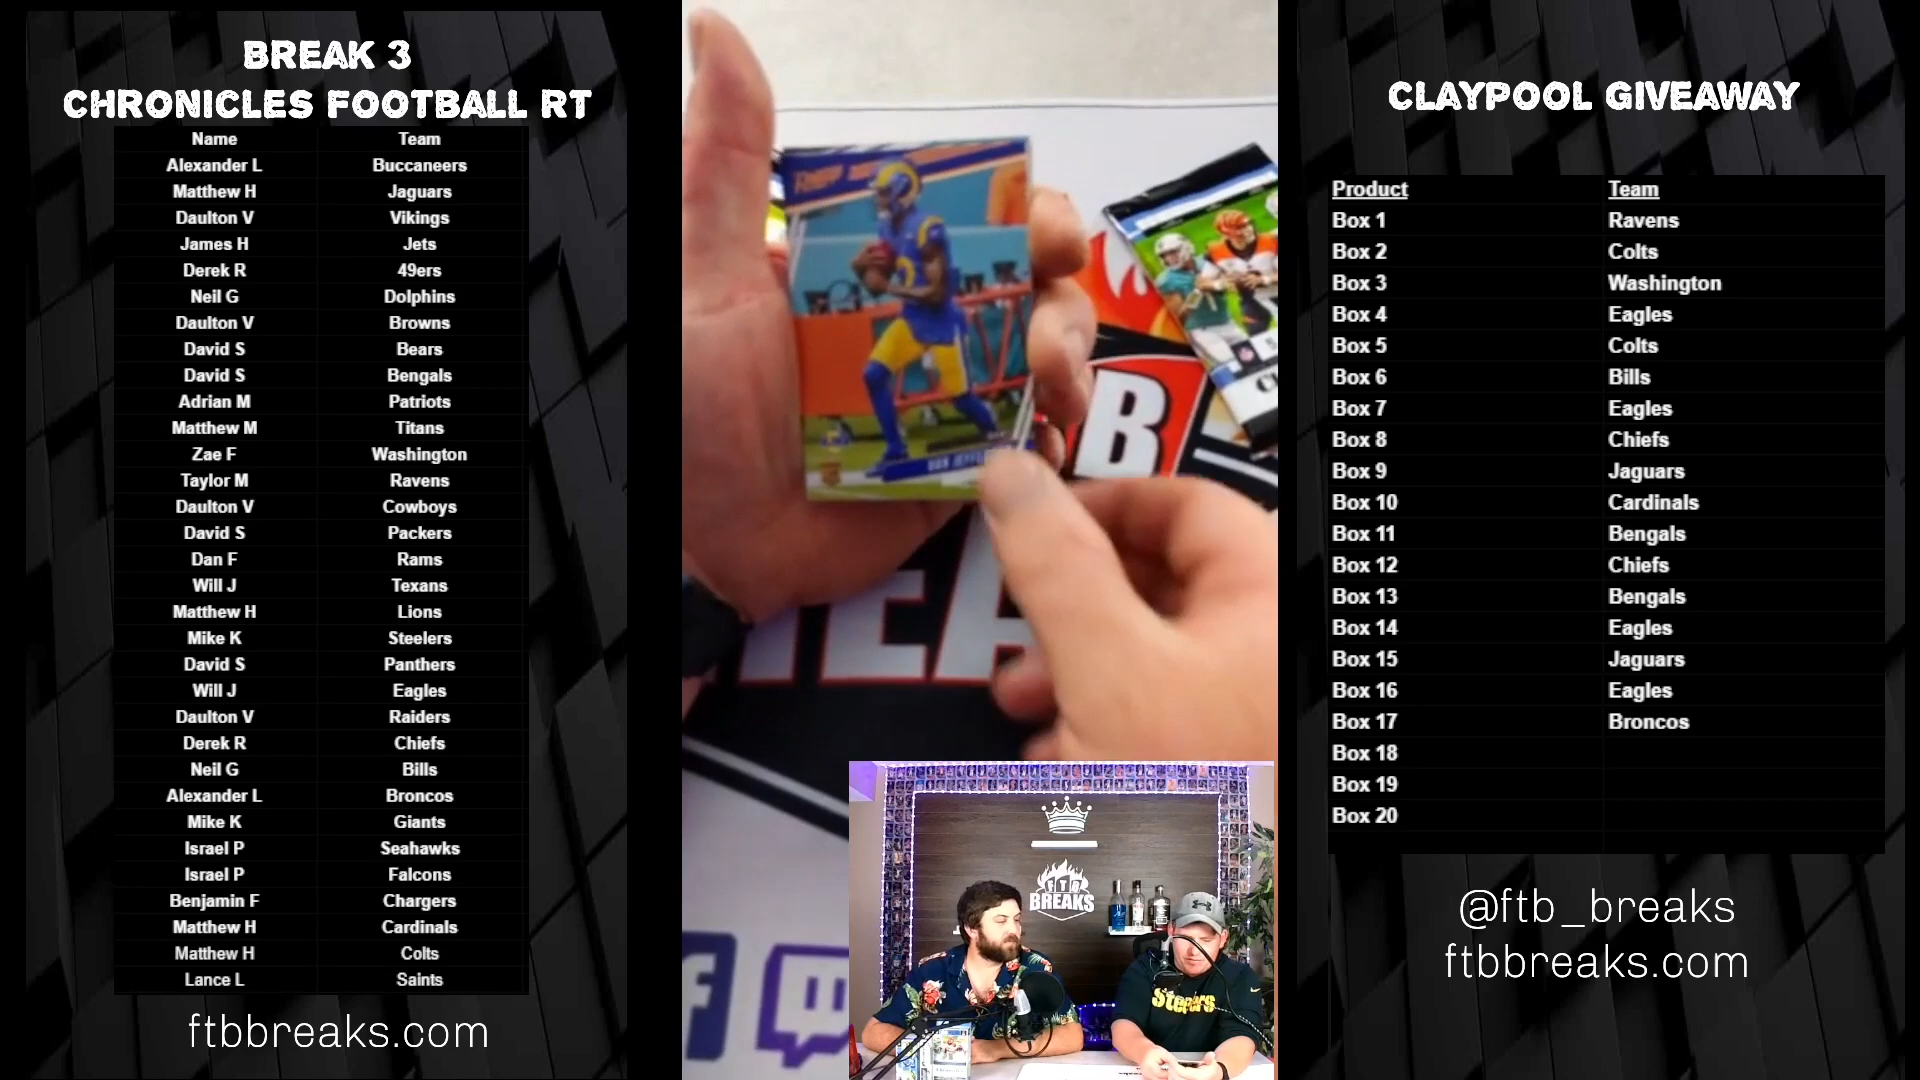 BREAK 3
CHRONICLES FOOTBALL RT
Name Team
Alexander L Buccaneers
Matthew H Jaguars
Daulton V Vikings
James H Jets
Derek R 49ers
Neil G Dolphins
Daulton V Browns
David S Bears
David S Bengals
Adrian M Patriots
Matthew M Titans
Zae F Washington
Taylor M Ravens
Daulton V Cowboys
David S Packers
Dan F Rams
Will J Texans
Matthew H Lions
Mike K Steelers
David S Panthers
Will J Eagles
Daulton V Raiders
Derek R Chiefs
Neil G Bills
Alexander L Broncos
Mike K Giants
Israel P Seahawks
Israel P Falcons
Benjamin F Chargers
Matthew H Cardinals
Matthew H Colts
Lance L Saints
ftbbreaks.com
B
TEA
f
FTB
BREAKS
Steelers
CLAYPOOL GIVEAWAY
Product Team
Box 1 Ravens
Box 2 Colts
Box 3 Washington
Box 4 Eagles
Box 5 Colts
Box 6 Bills
Box 7 Eagles
Box 8 Chiefs
Box 9 Jaguars
Box 10 Cardinals
Box 11 Bengals
Box 12 Chiefs
Box 13 Bengals
Box 14 Eagles
Box 15 Jaguars
Box 16 Eagles
Box 17 Broncos
Box 18
Box 19
Box 20
@ftb_breaks
ftbbreaks.com